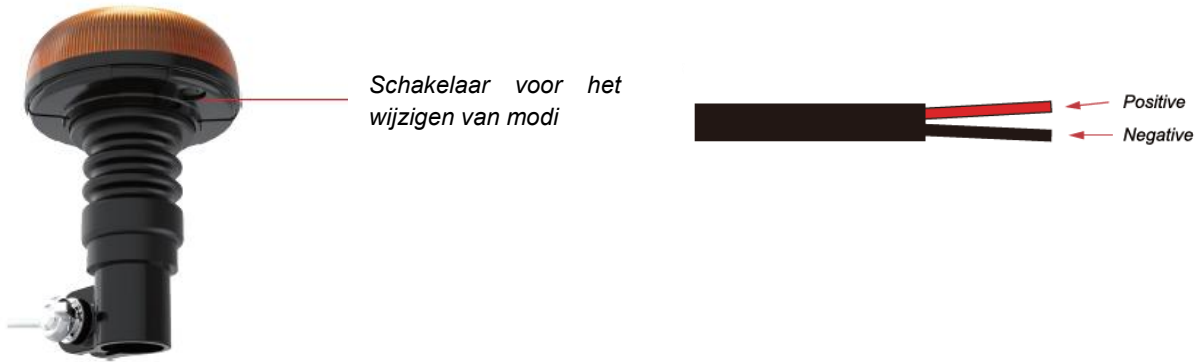 Schakelaar voor het
wijzigen van modi
Positive
Negative